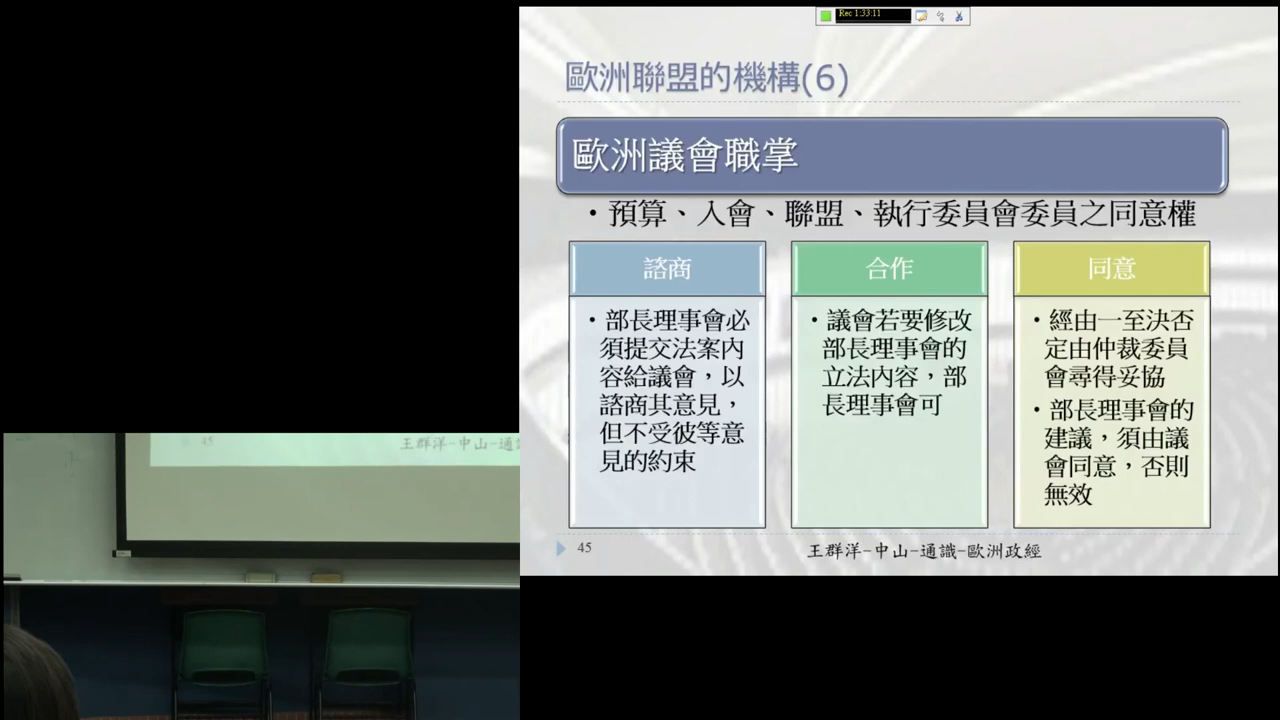 Rec 1:33:11
歐洲聯盟的機構(6)
歐洲議會職掌
・預算、入會、聯盟、執行委員會委員之同意權
諮商
・部長理事會必
須提交法案內
容給議會，以
諮商其意見，
但不受彼等意
見的約束
合作
・議會若要修改
部長理事會的
立法內容，部
長理事會可
同意
・經由一至決否
定由仲裁委員
會尋得妥協
・部長理事會的
建議，須由議
會同意，否則
無效
45
王群洋-中山-通識-歐洲政經
45
王群洋-中山-通